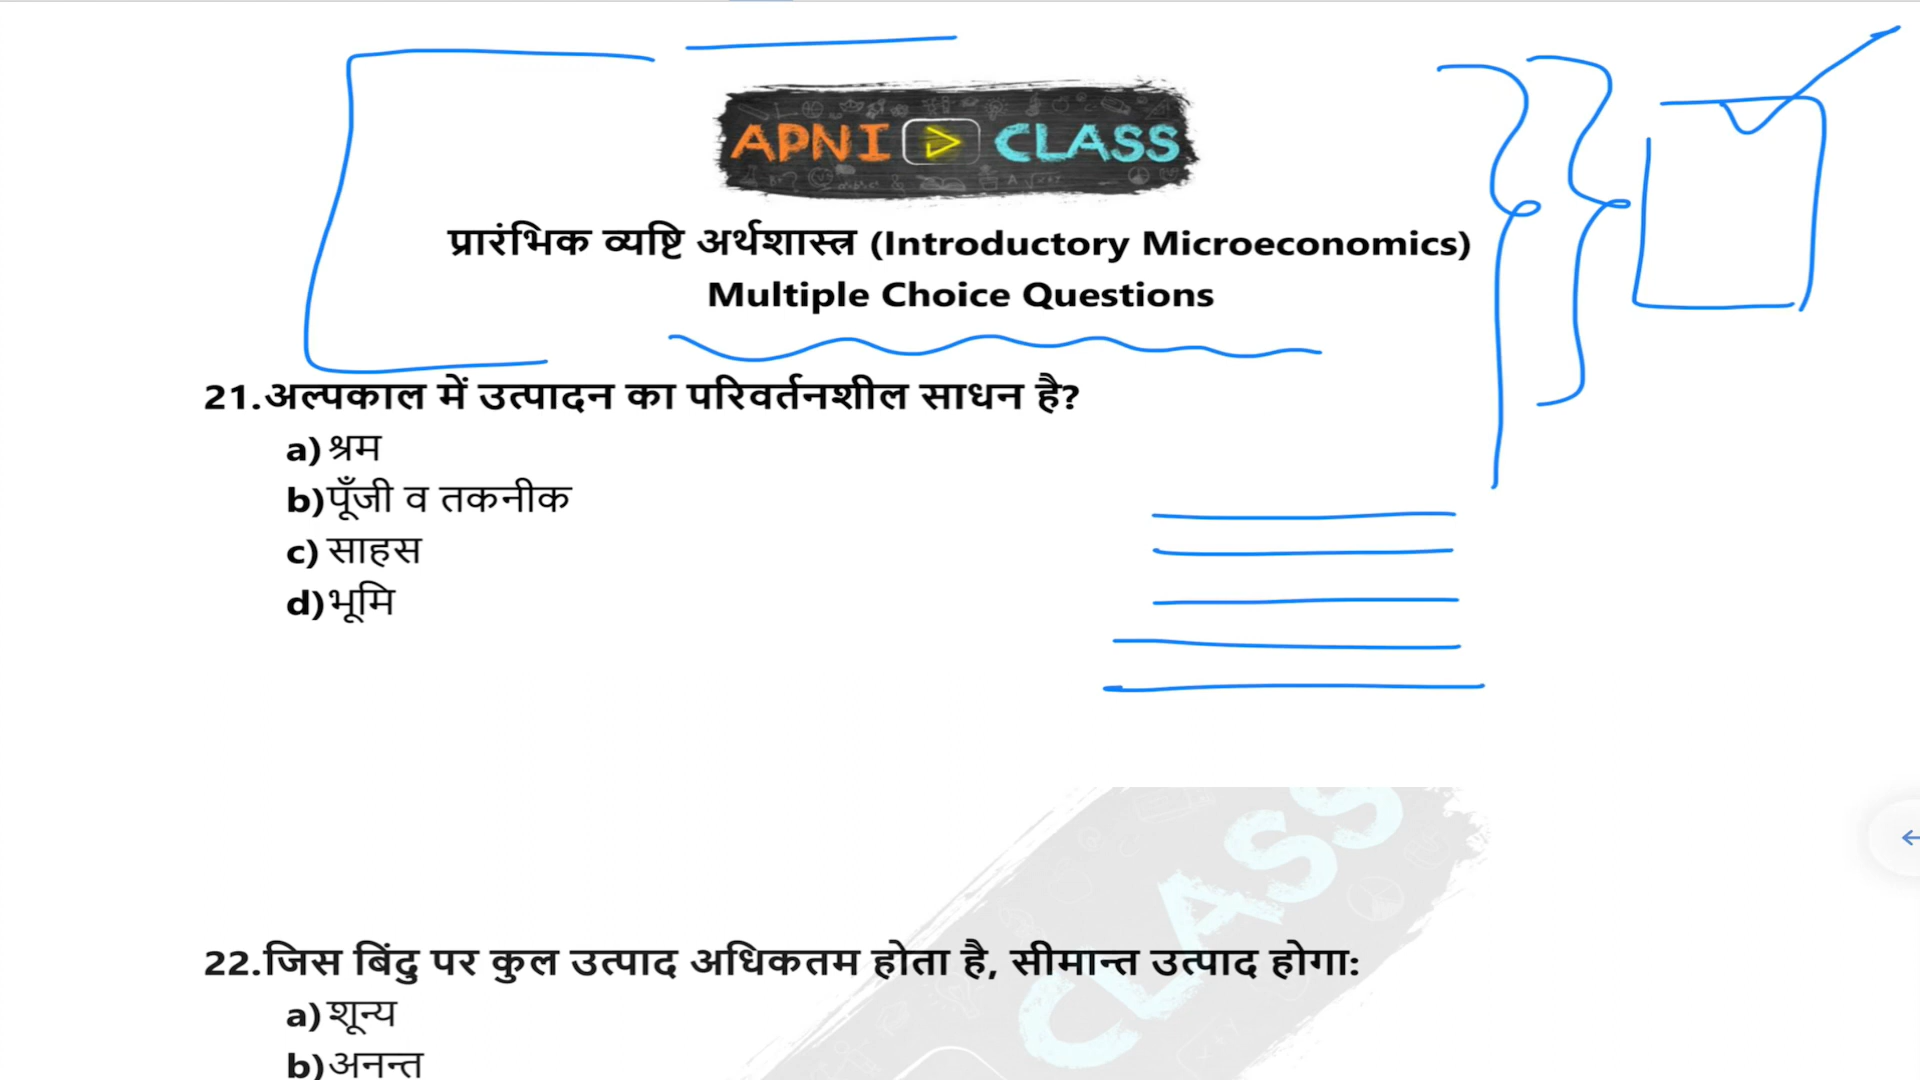 APNI CLASS
प्रारंभिक व्यष्टि अर्थशास्त्र (Introductory Microeconomics)
Multiple Choice Questions
21.अल्पकाल में उत्पादन का परिवर्तनशील साधन है?
a) श्रम
b)पूँजी व तकनीक
c) साहस
d)भूमि
CLASS
22.जिस बिंदु पर कुल उत्पाद अधिकतम होता है, सीमान्त उत्पाद होगा:
a) शून्य
b)अनन्त